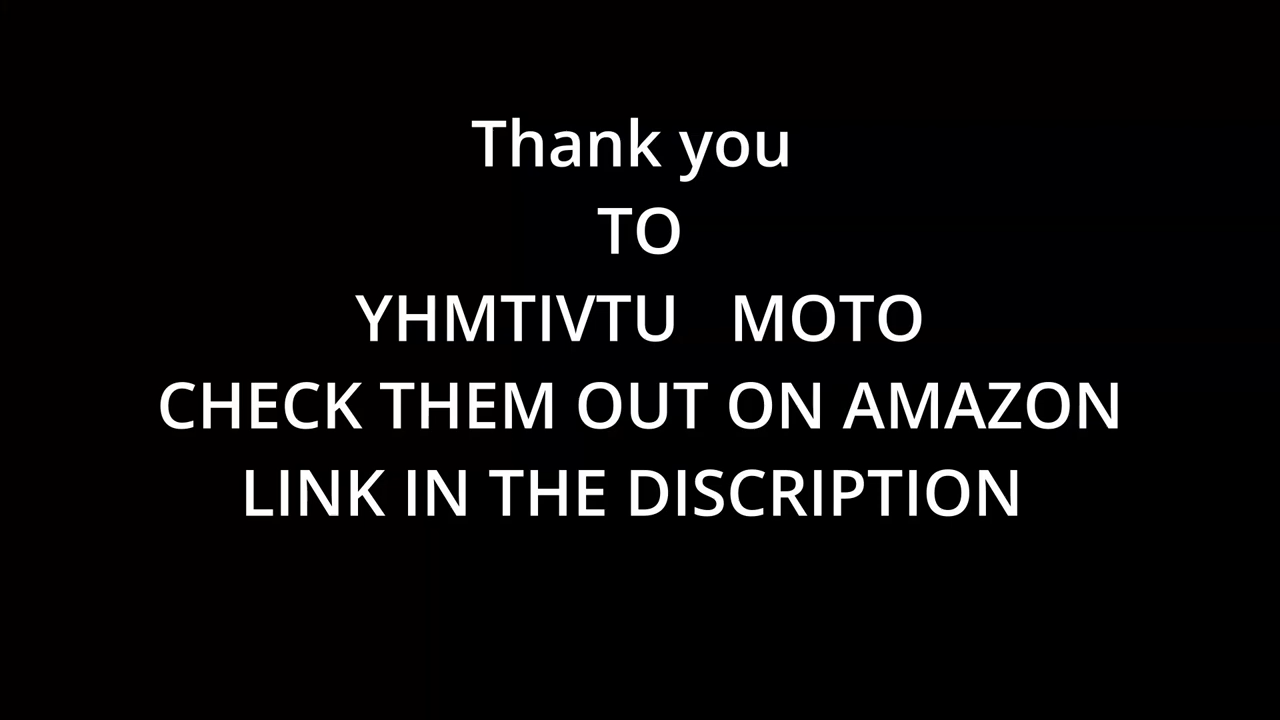 Thank you
TO
YHMTIVTU MOTO
CHECK THEM OUT ON AMAZON
LINK IN THE DISCRIPTION